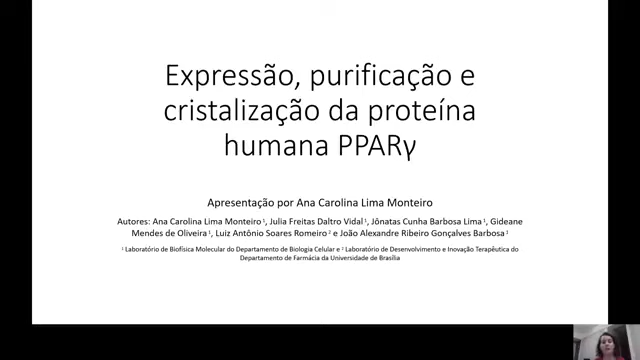 Expressão, purificação e
cristalização da proteína
humana PPARγ
Apresentação por Ana Carolina Lima Monteiro
Autores: Ana Carolina Lima Monteiro ¹, Julia Freitas Daltro Vidal ¹, Jônatas Cunha Barbosa Lima ¹, Gideane
Mendes de Oliveira ¹, Luiz Antônio Soares Romeiro ² e João Alexandre Ribeiro Gonçalves Barbosa ¹
¹ Laboratório de Biofísica Molecular do Departamento de Biologia Celular e ² Laboratório de Desenvolvimento e Inovação Terapêutica do
Departamento de Farmácia da Universidade de Brasília